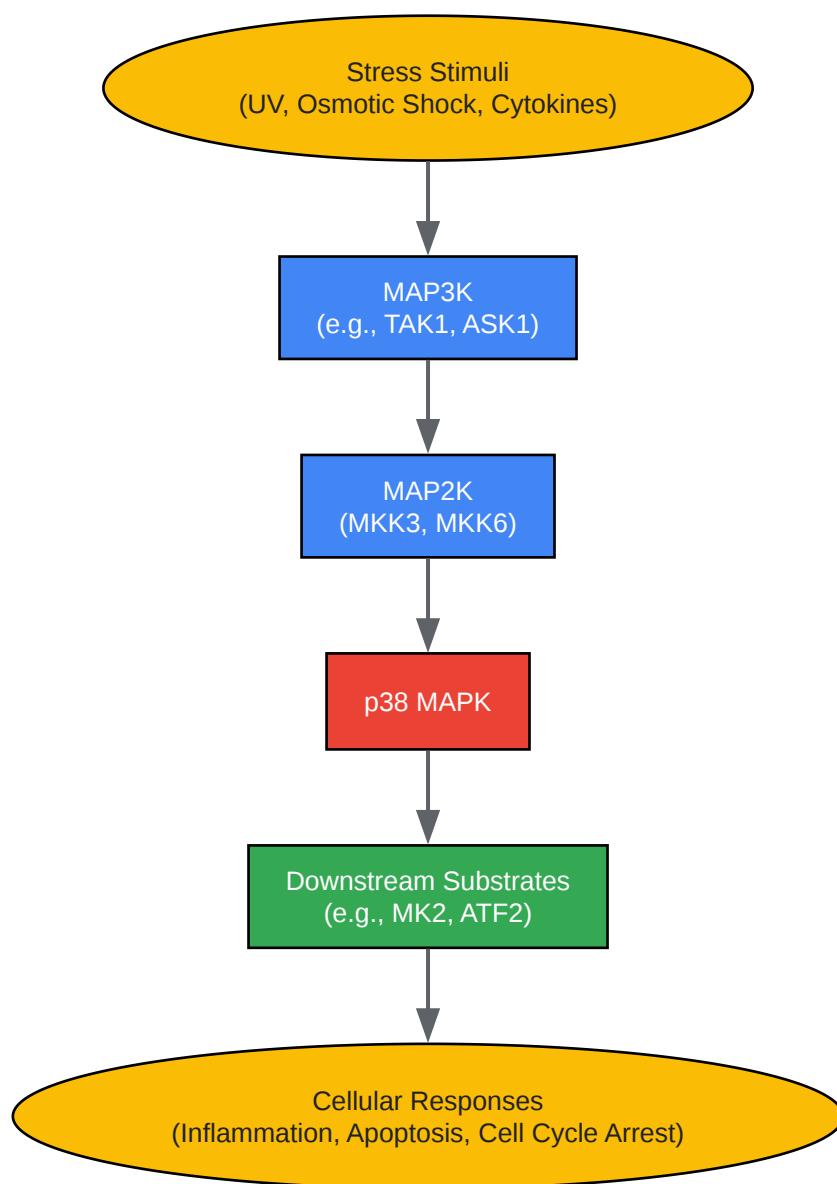 Stress Stimuli
(UV, Osmotic Shock, Cytokines)
MAP3K
(e.g., TAK1, ASK1)
MAP2K
(MKK3, MKK6)
p38 MAPK
Downstream Substrates
(e.g., MK2, ATF2)
Cellular Responses
(Inflammation, Apoptosis, Cell Cycle Arrest)